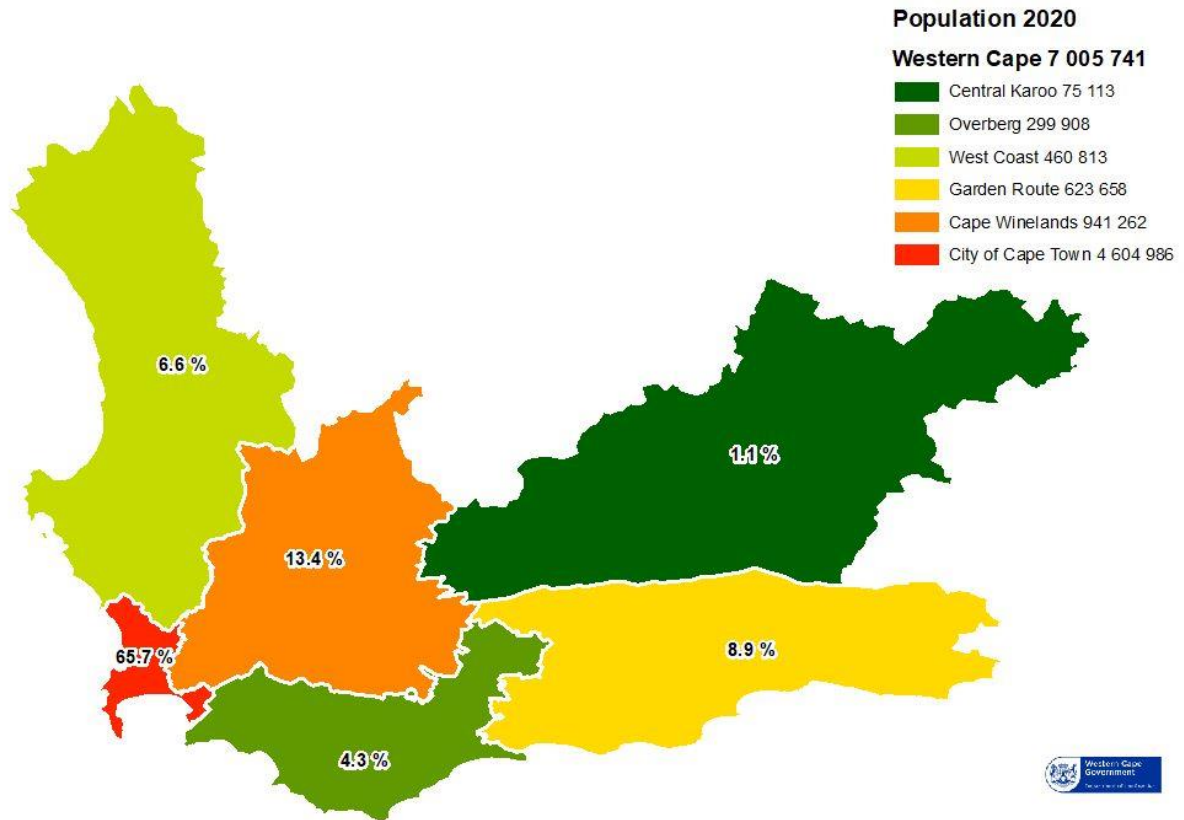 Population 2020
Western Cape 7 005 741
Central Karoo 75 113
Overberg 299 908
West Coast 460 813
Garden Route 623 658
Cape Winelands 941 262
City of Cape Town 4 604 986
6.6 %
1.1 %
13.4 %
65.7 %
8.9 %
4.3 %
Western Cape
Government